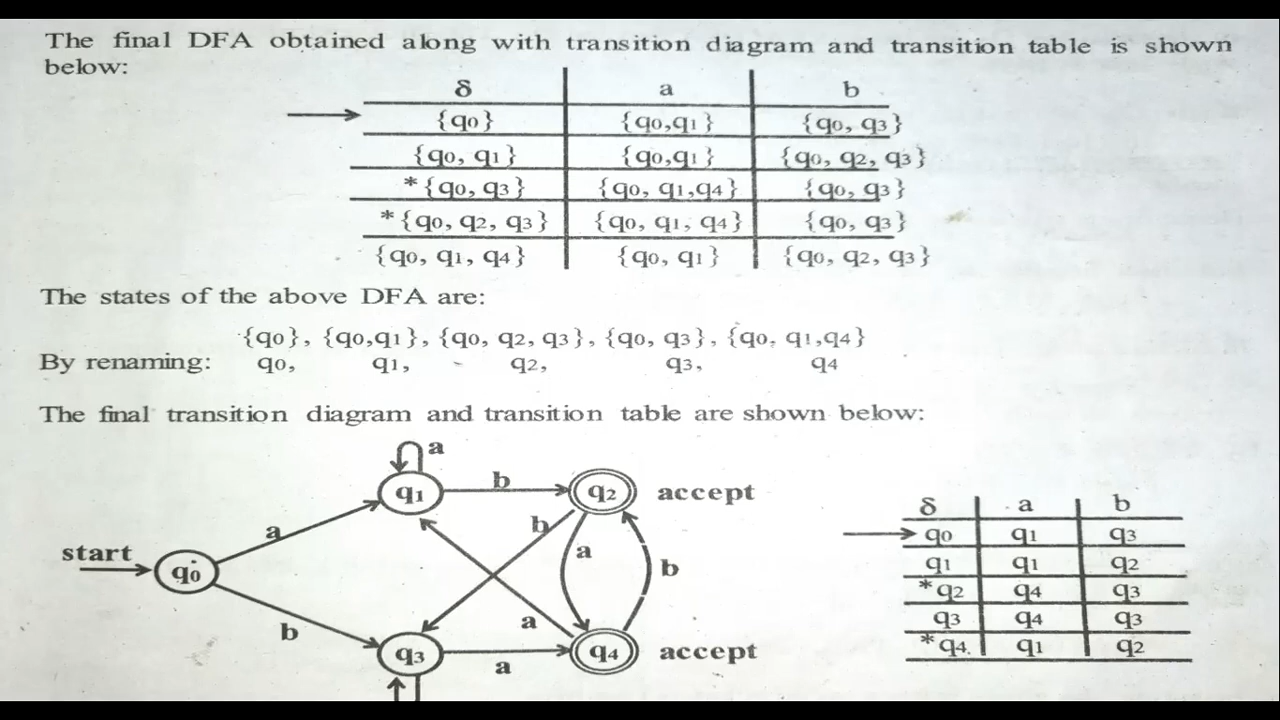 The final DFA obtained along with transition diagram and transition table is shown
below:
δ a b
{q0} {q0,q1} {q0, q3}
{q0, q1} {q0,q1} {q0, q2, q3}
*{q0, q3} {q0, q1,q4} {q0, q3}
*{q0, q2, q3} {q0, q1, q4} {q0, q3}
{q0, q1, q4} {q0, q1} {q0, q2, q3}
The states of the above DFA are:
{q0}, {q0,q1}, {q0, q2, q3}, {q0, q3}, {q0, q1,q4}
By renaming: q0, q1, q2, q3, q4
The final transition diagram and transition table are shown below:
a
q1 b q2 accept
a b a b
start q0
b a
q3 a q4 accept
δ a b
q0 q1 q3
q1 q1 q2
*q2 q4 q3
q3 q4 q3
*q4. q1 q2